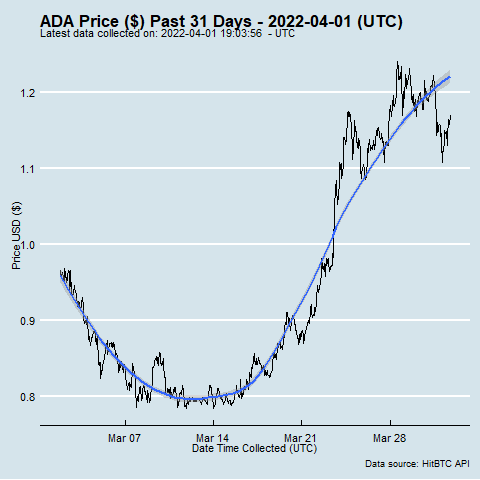 ADA Price ($) Past 31 Days - 2022-04-01 (UTC)
Latest data collected on: 2022-04-01 19:03:56 - UTC
Price USD ($)
1.2
1.1
1.0
0.9
0.8
Mar 07 Mar 14 Mar 21 Mar 28
Date Time Collected (UTC)
Data source: HitBTC API